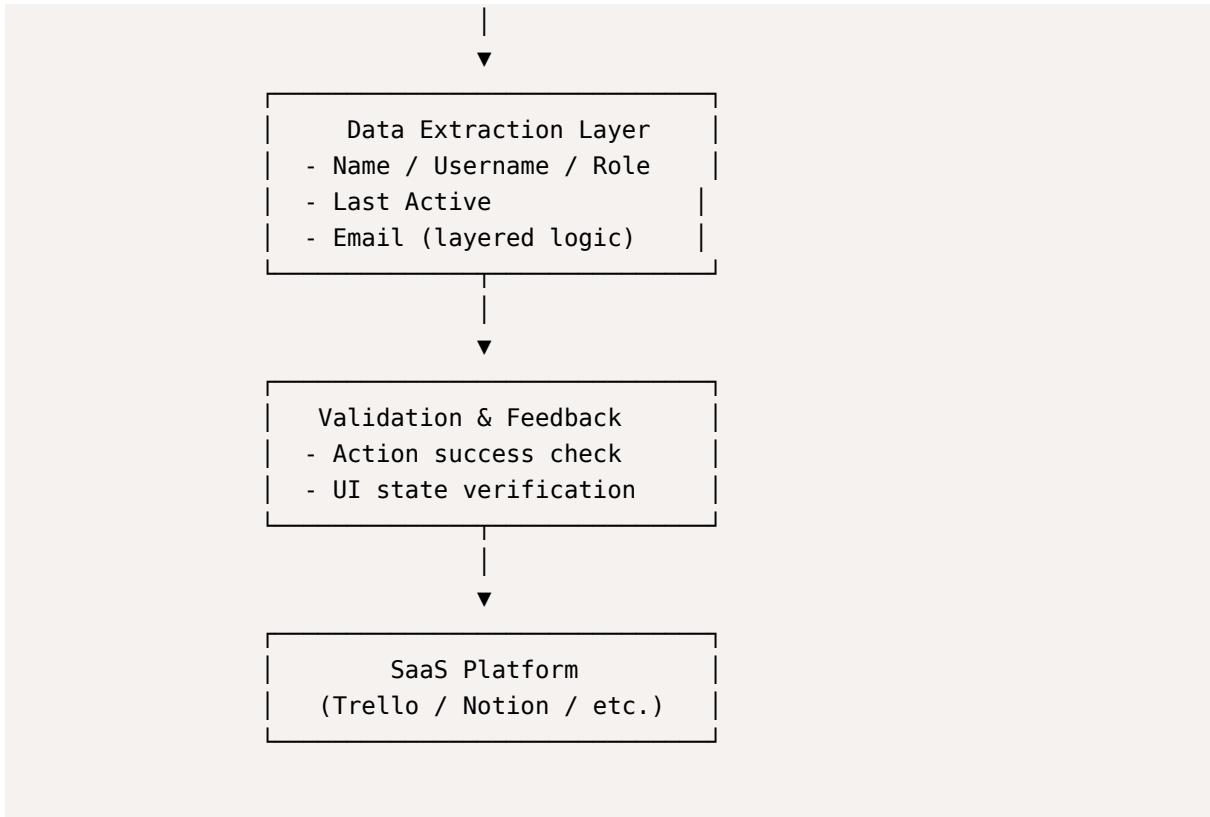 Data Extraction Layer
- Name / Username / Role
- Last Active
- Email (layered logic)
Validation & Feedback
- Action success check
- UI state verification
SaaS Platform
(Trello / Notion / etc.)